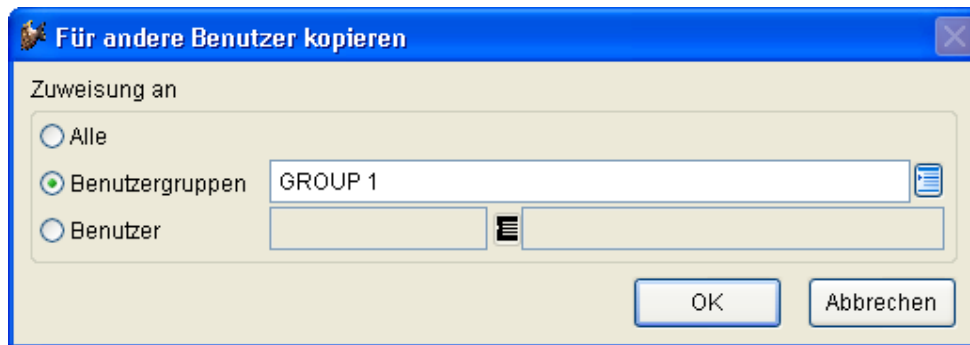 Für andere Benutzer kopieren
Zuweisung an
Alle
Benutzergruppen GROUP 1
Benutzer
OK Abbrechen